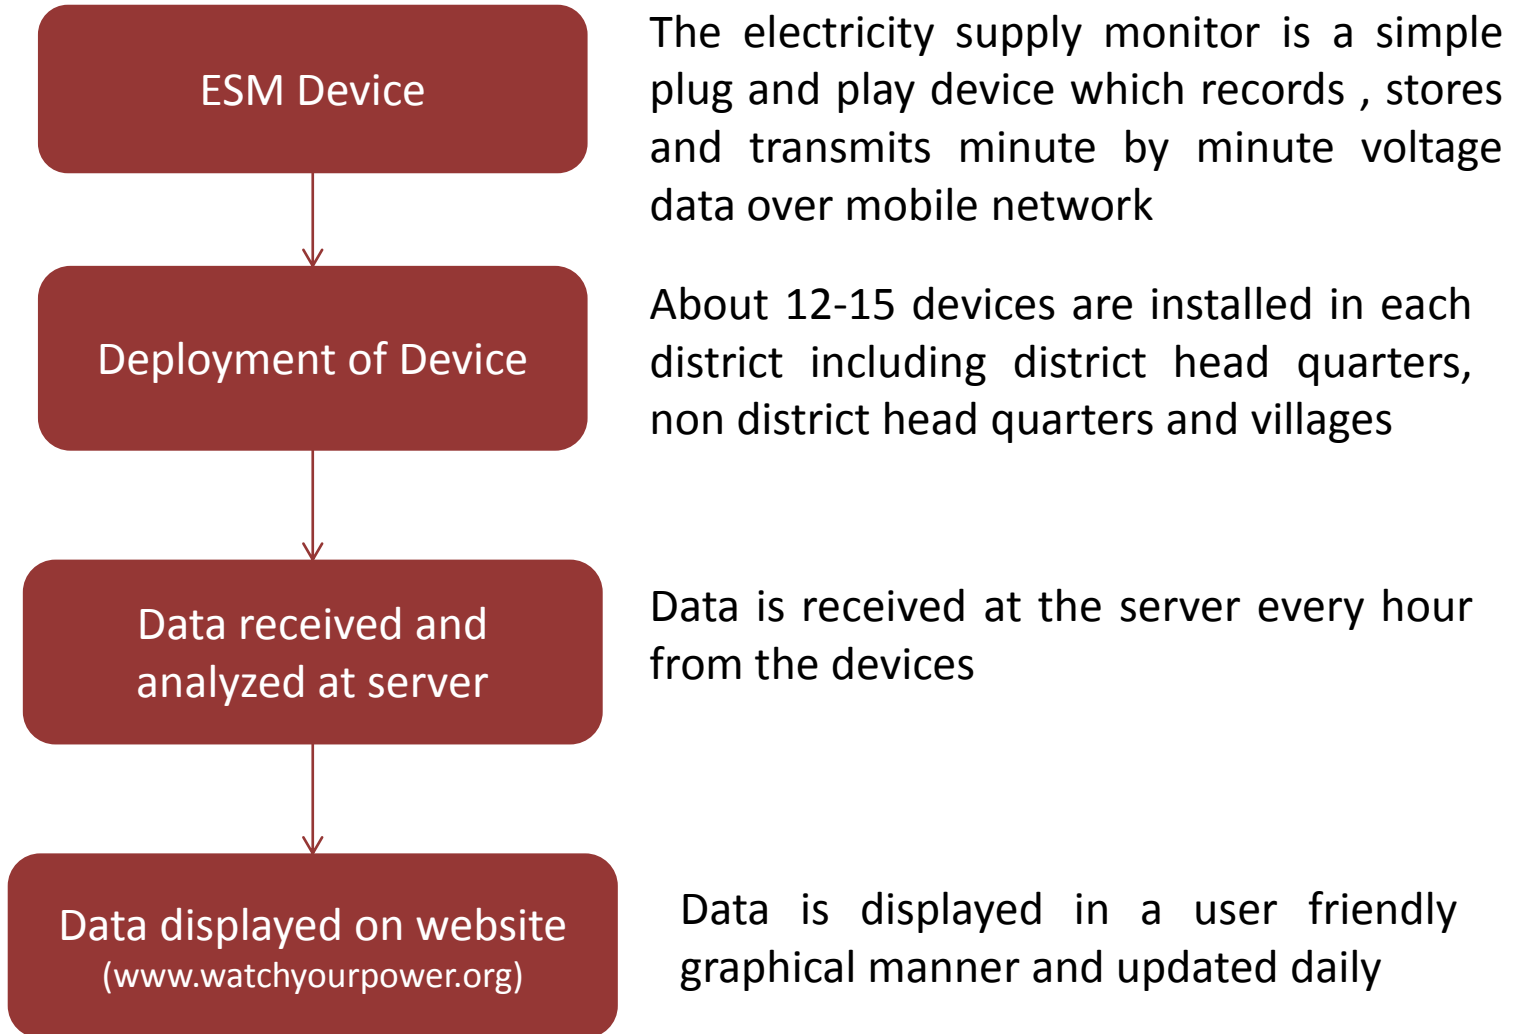 ESM Device
The electricity supply monitor is a simple
plug and play device which records , stores
and transmits minute by minute voltage
data over mobile network
Deployment of Device
About 12-15 devices are installed in each
district including district head quarters,
non district head quarters and villages
Data received and
analyzed at server
Data is received at the server every hour
from the devices
Data displayed on website
(www.watchyourpower.org)
Data is displayed in a user friendly
graphical manner and updated daily